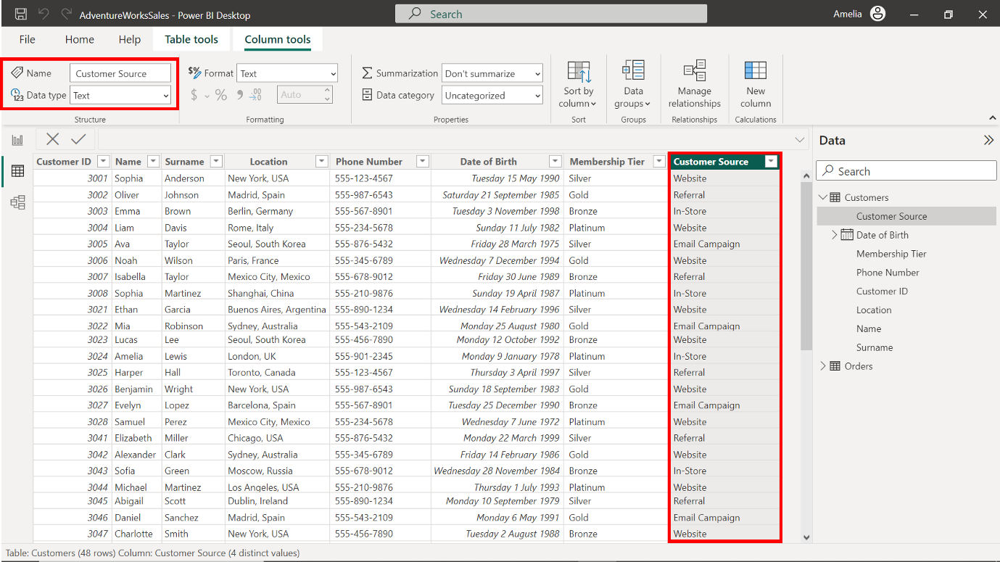 AdventureWorksSales - Power BI Desktop
Search
Amelia
File Home Help Table tools Column tools
Name Customer Source
Data type Text
Structure
$% Format Text
$ % Auto
Formatting
Summarization Don't summarize
Data category Uncategorized
Properties
Sort by
column
Sort
Data
groups
Groups
Manage
relationships
Relationships
New
column
Calculations
Customer ID Name Surname Location Phone Number Date of Birth Membership Tier Customer Source
3001 Sophia Anderson New York, USA 555-123-4567 Tuesday 15 May 1990 Silver Website
3002 Oliver Johnson Madrid, Spain 555-987-6543 Saturday 21 September 1985 Gold Referral
3003 Emma Brown Berlin, Germany 555-567-8901 Tuesday 3 November 1998 Bronze In-Store
3004 Liam Davis Rome, Italy 555-234-5678 Sunday 11 July 1982 Platinum Website
3005 Ava Taylor Seoul, South Korea 555-876-5432 Friday 28 March 1975 Silver Email Campaign
3006 Noah Wilson Paris, France 555-345-6789 Wednesday 7 December 1994 Gold Website
3007 Isabella Taylor Mexico City, Mexico 555-678-9012 Friday 30 June 1989 Bronze Referral
3008 Sophia Martinez Shanghai, China 555-210-9876 Sunday 19 April 1987 Platinum In-Store
3021 Ethan Garcia Buenos Aires, Argentina 555-890-1234 Wednesday 14 February 1996 Silver Website
3022 Mia Robinson Sydney, Australia 555-543-2109 Monday 25 August 1980 Gold Email Campaign
3023 Lucas Lee Seoul, South Korea 555-456-7890 Monday 12 October 1992 Bronze Website
3024 Amelia Lewis London, UK 555-901-2345 Monday 9 January 1978 Platinum In-Store
3025 Harper Hall Toronto, Canada 555-123-4567 Thursday 3 April 1997 Silver Referral
3026 Benjamin Wright New York, USA 555-987-6543 Sunday 18 September 1983 Gold Website
3027 Evelyn Lopez Barcelona, Spain 555-567-8901 Tuesday 25 December 1990 Bronze Email Campaign
3028 Samuel Perez Mexico City, Mexico 555-234-5678 Wednesday 7 June 1972 Platinum Website
3041 Elizabeth Miller Chicago, USA 555-876-5432 Monday 22 March 1999 Silver Referral
3042 Alexander Clark Sydney, Australia 555-345-6789 Friday 14 February 1986 Gold Website
3043 Sofia Green Moscow, Russia 555-678-9012 Wednesday 28 November 1984 Bronze In-Store
3044 Michael Martinez Los Angeles, USA 555-210-9876 Thursday 1 July 1993 Platinum Website
3045 Abigail Scott Dublin, Ireland 555-890-1234 Monday 10 September 1979 Silver Referral
3046 Daniel Sanchez Madrid, Spain 555-543-2109 Monday 6 May 1991 Gold Email Campaign
3047 Charlotte Smith New York, USA 555-456-7890 Tuesday 2 August 1988 Bronze Website
Data
Search
Customers
Customer Source
Date of Birth
Membership Tier
Phone Number
Customer ID
Location
Name
Surname
Orders
Table: Customers (48 rows) Column: Customer Source (4 distinct values)